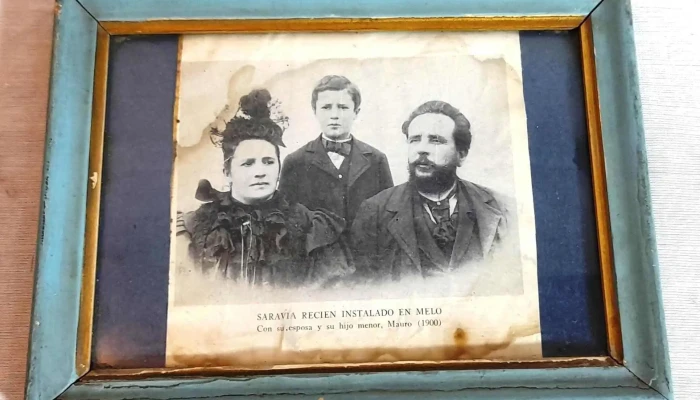 SARAVIA RECIEN INSTALADO EN MELO
Con su esposa y su hijo menor, Mauro (1900)